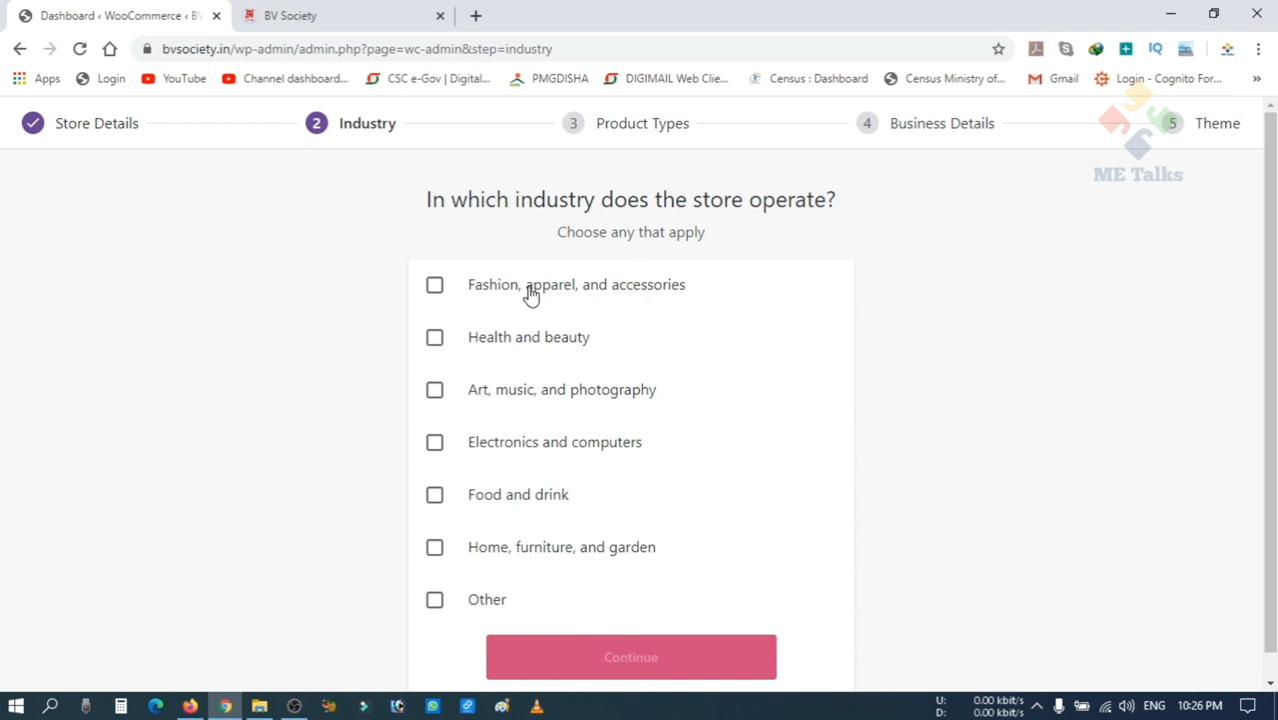 Dashboard ‹ WooCommerce ‹ BV
BV Society
bvsociety.in/wp-admin/admin.php?page=wc-admin&step=industry
IQ
Apps
Login
YouTube
Channel dashboard...
CSC e-Gov | Digital...
PMGDISHA
DIGIMAIL Web Clie...
Census : Dashboard
Census Ministry of...
Gmail
Login - Cognito For...
»
Store Details
2 Industry
3 Product Types
4 Business Details
5 Theme
ME Talks
In which industry does the store operate?
Choose any that apply
Fashion, apparel, and accessories
Health and beauty
Art, music, and photography
Electronics and computers
Food and drink
Home, furniture, and garden
Other
Continue
U: 0.00 kbit/s
D: 0.00 kbit/s
ENG
10:26 PM